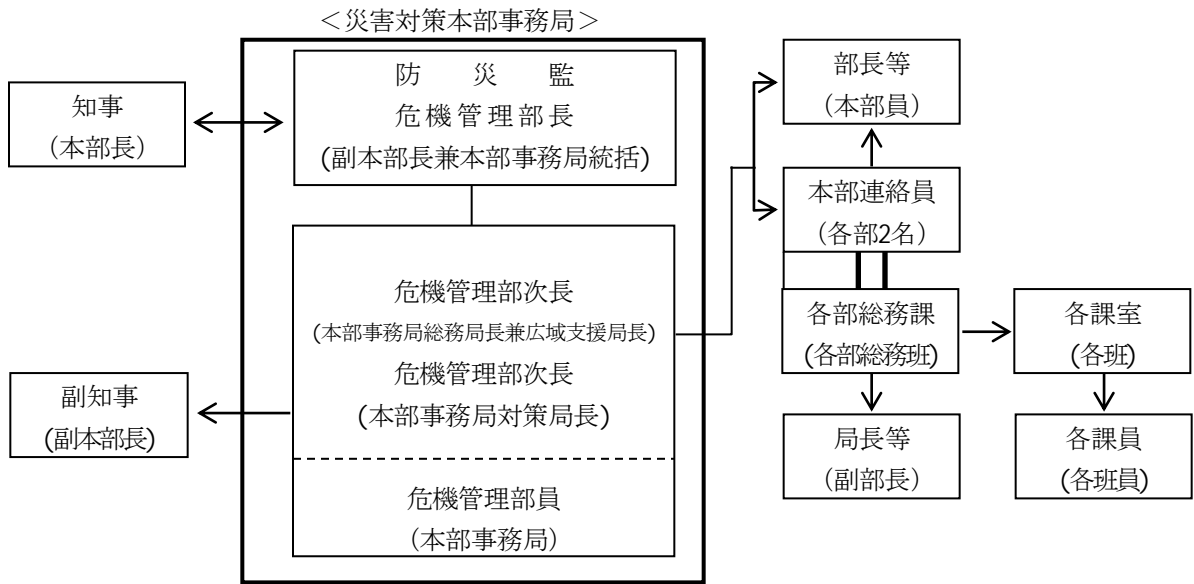 ＜災害対策本部事務局＞
知事
（本部長）
防　災　監
危機管理部長
(副本部長兼本部事務局統括)
危機管理部次長
(本部事務局総務局長兼広域支援局長)
危機管理部次長
(本部事務局対策局長)
危機管理部員
(本部事務局)
副知事
(副本部長)
部長等
（本部員）
本部連絡員
（各部2名）
各部総務課
(各部総務班)
各課室
(各班)
局長等
（副部長）
各課員
(各班員)